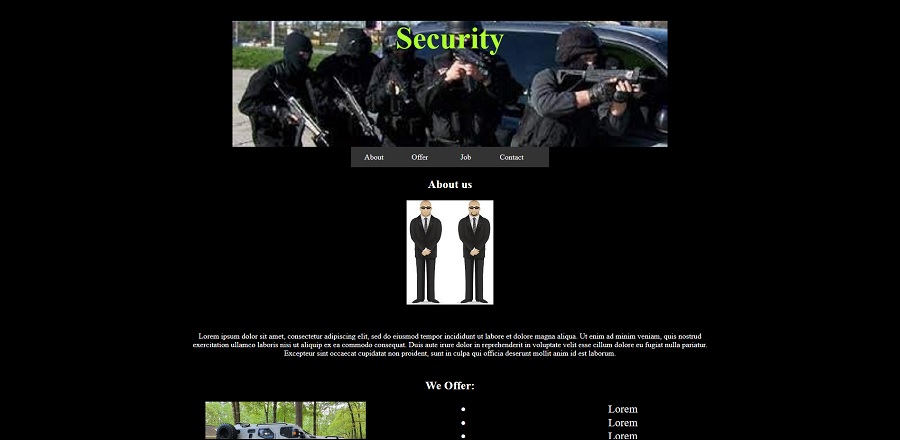 Security
About Offer Job Contact
About us
Lorem ipsum dolor sit amet, consectetur adipiscing elit, sed do eiusmod tempor incididunt ut labore et dolore magna aliqua. Ut enim ad minim veniam, quis nostrud
exercitation ullamco laboris nisi ut aliquip ex ea commodo consequat. Duis aute irure dolor in reprehenderit in voluptate velit esse cillum dolore eu fugiat nulla pariatur.
Excepteur sint occaecat cupidatat non proident, sunt in culpa qui officia deserunt mollit anim id est laborum.
We Offer:
• Lorem
• Lorem
• Lorem